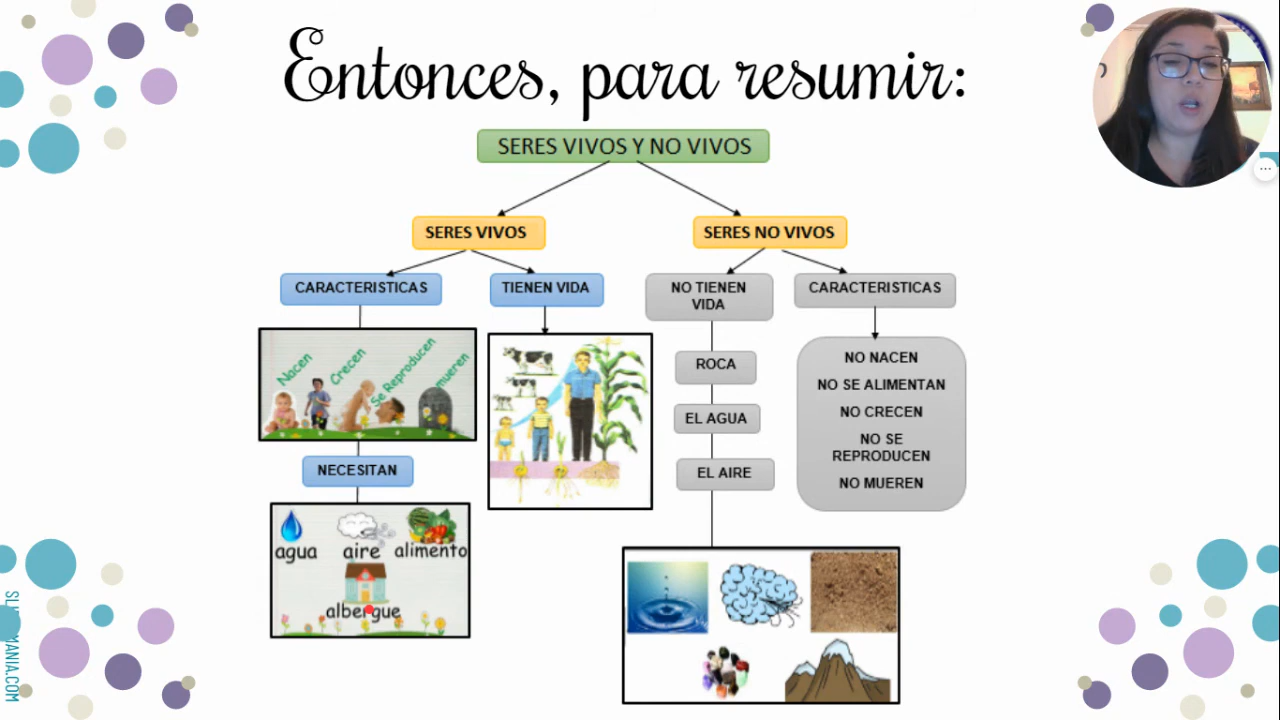 Entonces, para resumir:
SERES VIVOS Y NO VIVOS
SERES VIVOS
SERES NO VIVOS
CARACTERISTICAS
TIENEN VIDA
NO TIENEN
VIDA
CARACTERISTICAS
Nacen
Crecen
Se Reproducen
mueren
NECESITAN
agua
aire
alimento
albergue
ROCA
EL AGUA
EL AIRE
NO NACEN
NO SE ALIMENTAN
NO CRECEN
NO SE
REPRODUCEN
NO MUEREN